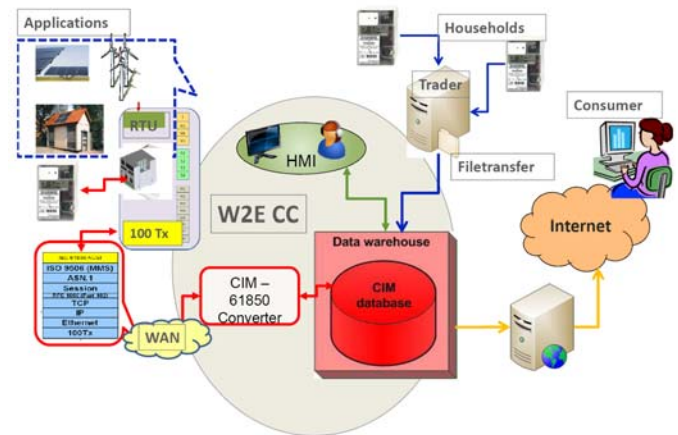 Applications
Households
RTU
Trader
Consumer
HMI
Filetransfer
100 Tx
W2E CC
Data warehouse
Internet
ISO 9506 (MMS)
ASN.1
Session
TCP
IP
Ethernet
100Tx
WAN
CIM –
61850
Converter
CIM
database